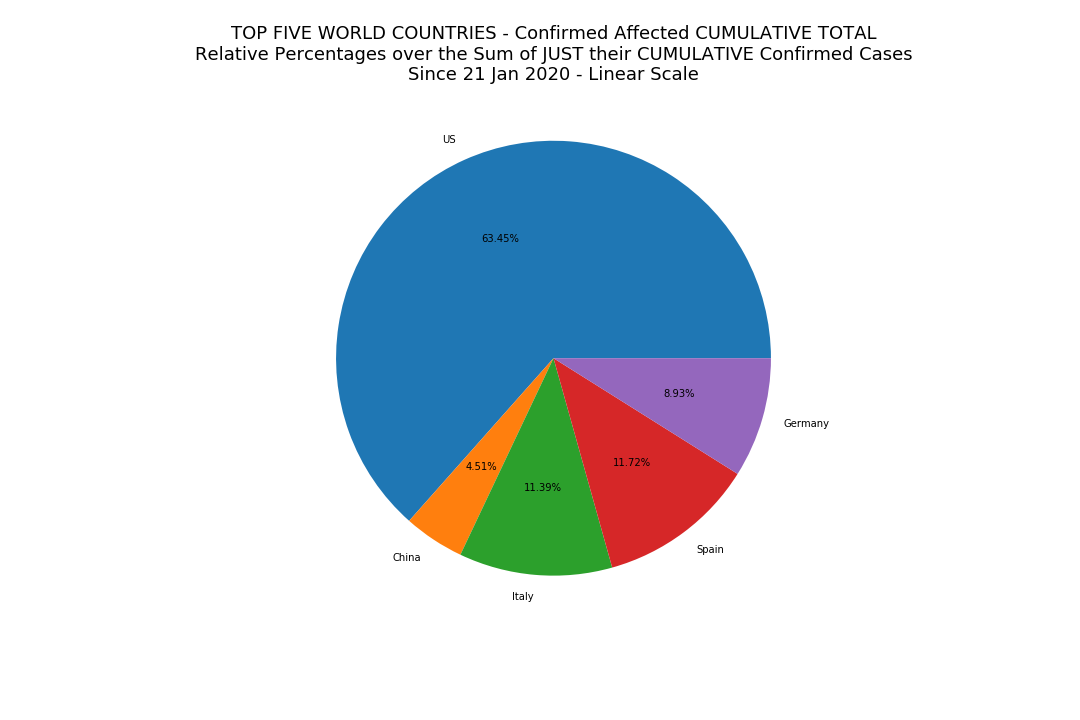 TOP FIVE WORLD COUNTRIES - Confirmed Affected CUMULATIVE TOTAL
Relative Percentages over the Sum of JUST their CUMULATIVE Confirmed Cases
Since 21 Jan 2020 - Linear Scale
US
63.45%
8.93%
Germany
11.72%
4.51%
11.39%
Spain
China
Italy